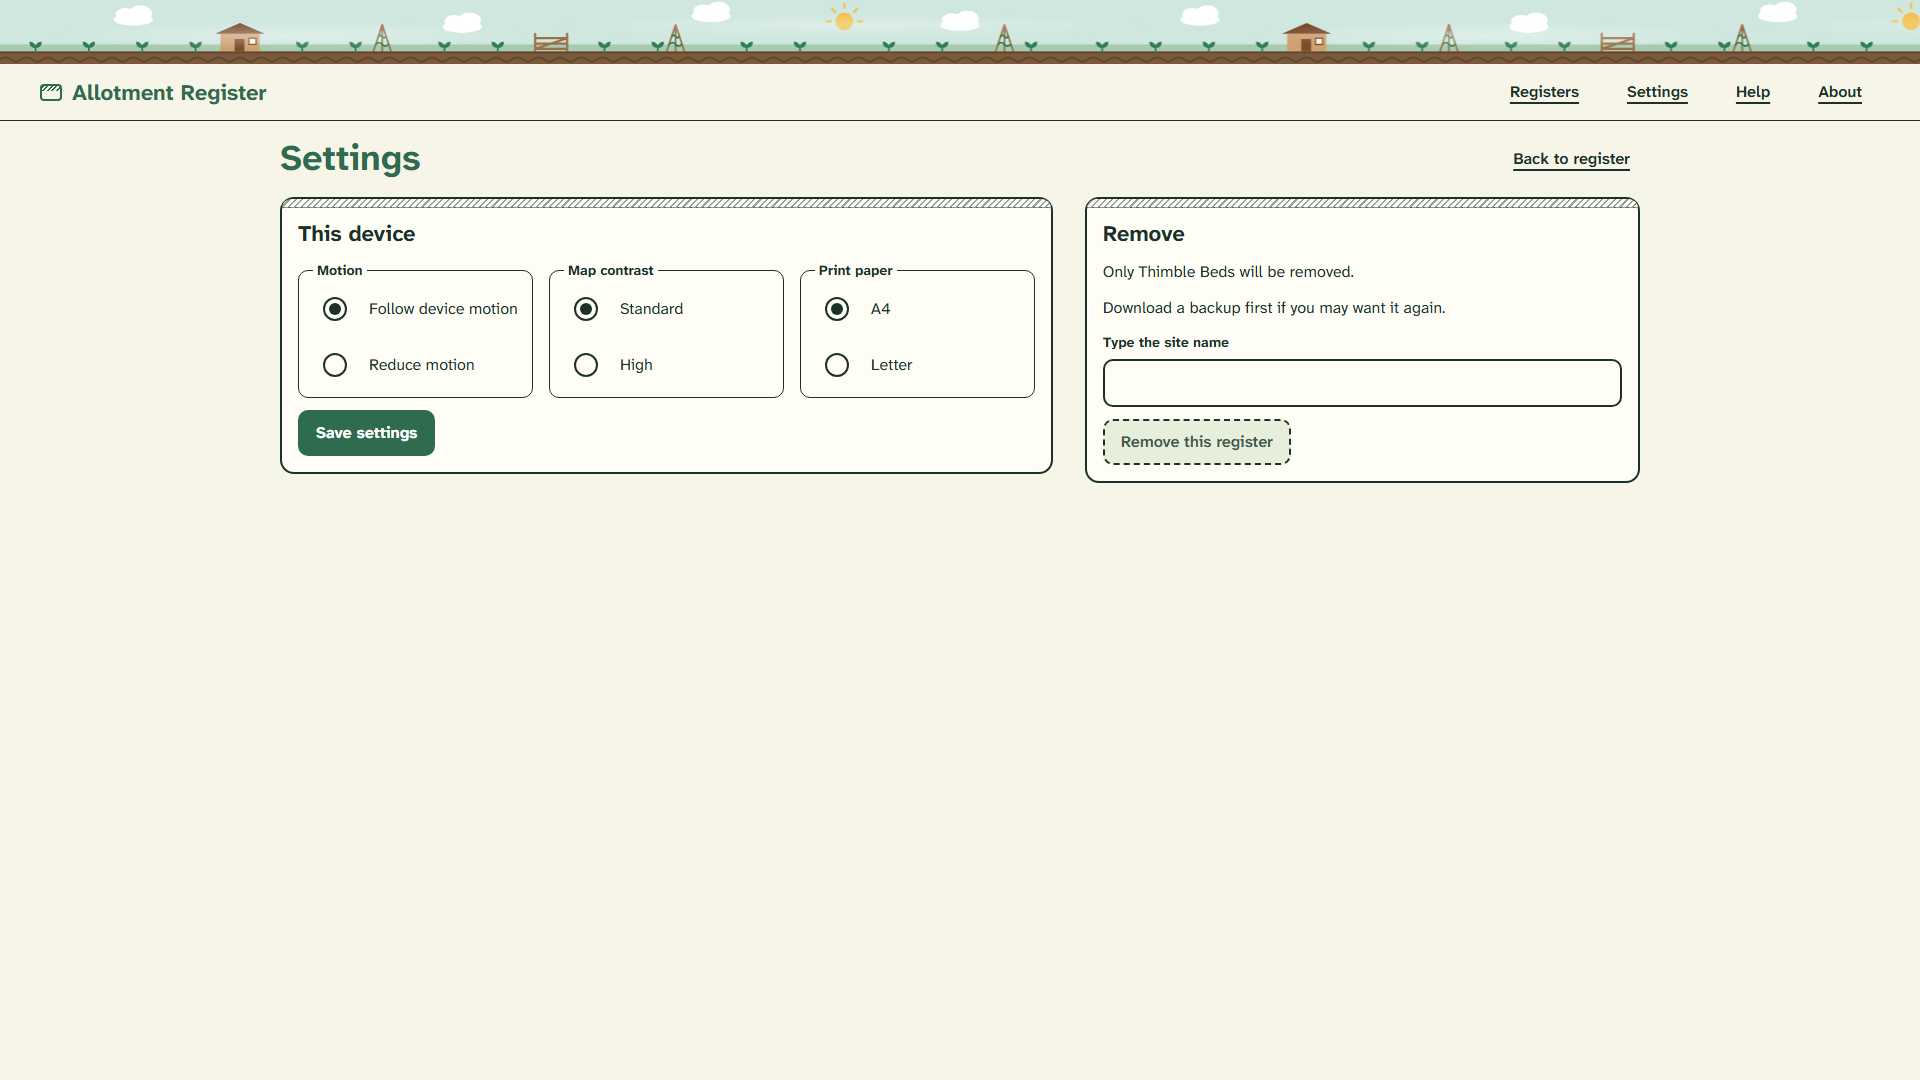 Allotment Register
Registers
Settings
Help
About
Settings
Back to register
This device
Motion
Follow device motion
Reduce motion
Map contrast
Standard
High
Print paper
A4
Letter
Save settings
Remove
Only Thimble Beds will be removed.
Download a backup first if you may want it again.
Type the site name
Remove this register